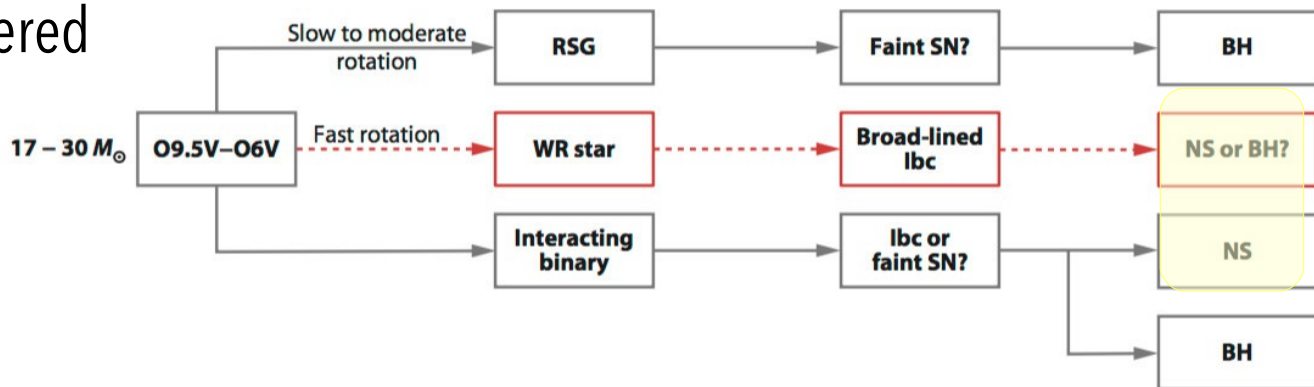 ered
Slow to moderate
rotation
RSG
Faint SN?
BH
17 – 30 M☉
O9.5V–O6V
Fast rotation
WR star
Broad-lined
Ibc
NS or BH?
Interacting
binary
Ibc or
faint SN?
NS
BH